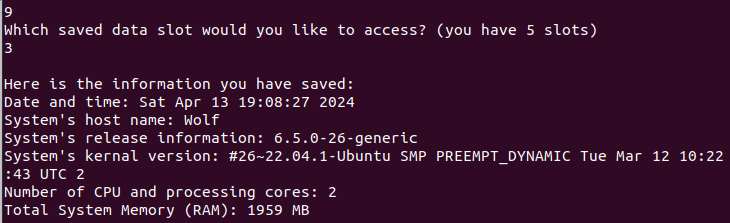 9
Which saved data slot would you like to access? (you have 5 slots)
3
Here is the information you have saved:
Date and time: Sat Apr 13 19:08:27 2024
System's host name: Wolf
System's release information: 6.5.0-26-generic
System's kernal version: #26~22.04.1-Ubuntu SMP PREEMPT_DYNAMIC Tue Mar 12 10:22
:43 UTC 2
Number of CPU and processing cores: 2
Total System Memory (RAM): 1959 MB